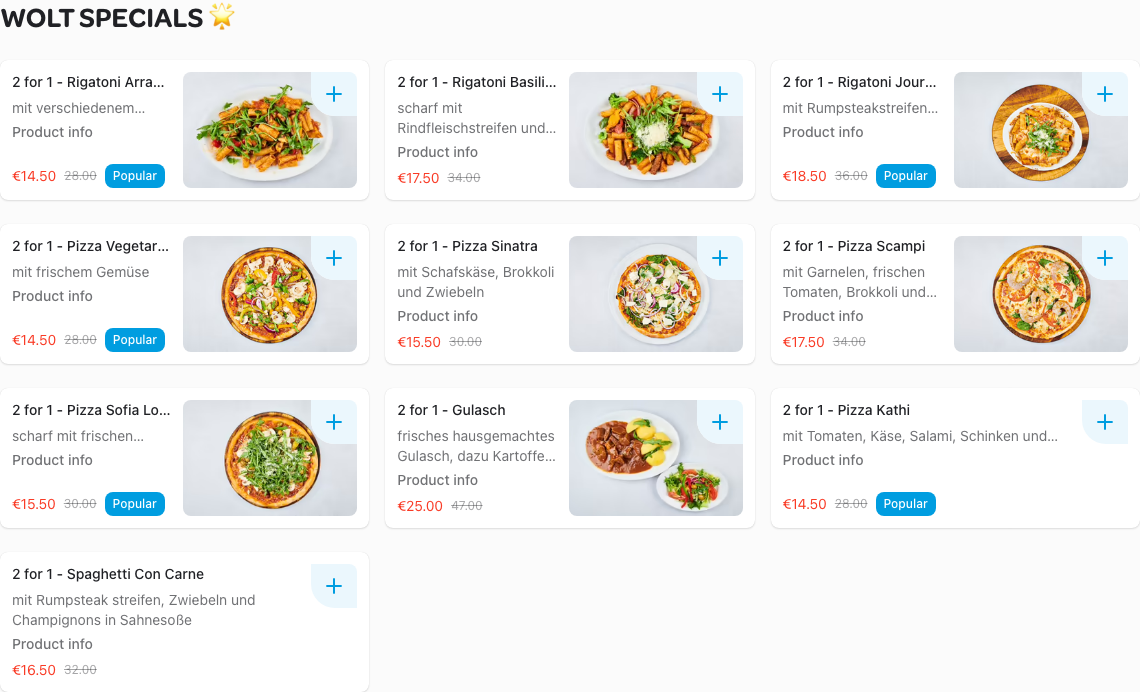 WOLT SPECIALS 🌟
2 for 1 - Rigatoni Arra...
mit verschiedenem...
Product info
€14.50 28.00 Popular
2 for 1 - Rigatoni Basili...
scharf mit
Rindfleischstreifen und...
Product info
€17.50 34.00
2 for 1 - Rigatoni Jour...
mit Rumpsteakstreifen...
Product info
€18.50 36.00 Popular
2 for 1 - Pizza Vegetar...
mit frischem Gemüse
Product info
€14.50 28.00 Popular
2 for 1 - Pizza Sinatra
mit Schafskäse, Brokkoli
und Zwiebeln
Product info
€15.50 30.00
2 for 1 - Pizza Scampi
mit Garnelen, frischen
Tomaten, Brokkoli und...
Product info
€17.50 34.00
2 for 1 - Pizza Sofia Lo...
scharf mit frischen...
Product info
€15.50 30.00 Popular
2 for 1 - Gulasch
frisches hausgemachtes
Gulasch, dazu Kartoffe...
Product info
€25.00 47.00
2 for 1 - Pizza Kathi
mit Tomaten, Käse, Salami, Schinken und...
Product info
€14.50 28.00 Popular
2 for 1 - Spaghetti Con Carne
mit Rumpsteak streifen, Zwiebeln und
Champignons in Sahnesoße
Product info
€16.50 32.00